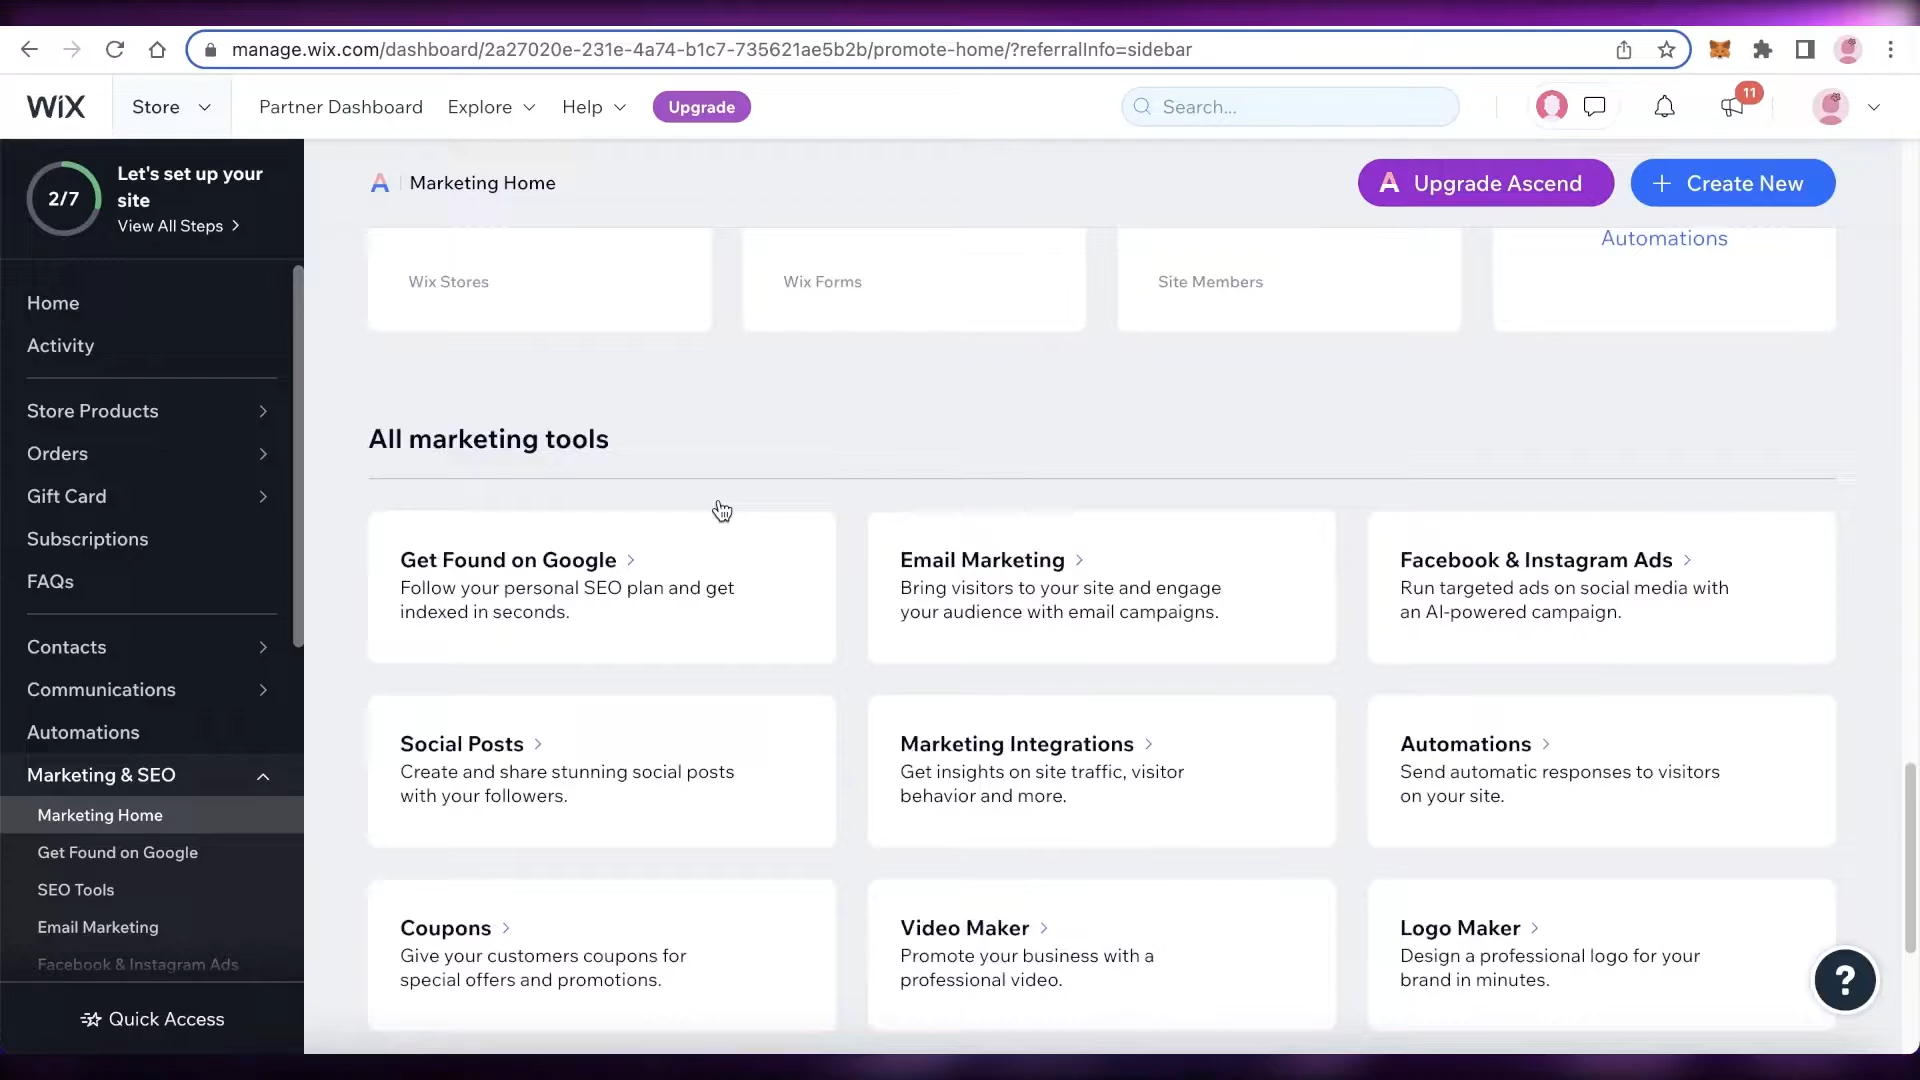 manage.wix.com/dashboard/2a27020e-231e-4a74-b1c7-735621ae5b2b/promote-home/?referralInfo=sidebar
WiX
Store
Partner Dashboard
Explore
Help
Upgrade
Search...
11
2/7
Let's set up your
site
View All Steps
Home
Activity
Store Products
Orders
Gift Card
Subscriptions
FAQs
Contacts
Communications
Automations
Marketing & SEO
Marketing Home
Get Found on Google
SEO Tools
Email Marketing
Facebook & Instagram Ads
Quick Access
A | Marketing Home
A Upgrade Ascend
+ Create New
Wix Stores
Wix Forms
Site Members
Automations
All marketing tools
Get Found on Google
Follow your personal SEO plan and get
indexed in seconds.
Email Marketing
Bring visitors to your site and engage
your audience with email campaigns.
Facebook & Instagram Ads
Run targeted ads on social media with
an AI-powered campaign.
Social Posts
Create and share stunning social posts
with your followers.
Marketing Integrations
Get insights on site traffic, visitor
behavior and more.
Automations
Send automatic responses to visitors
on your site.
Coupons
Give your customers coupons for
special offers and promotions.
Video Maker
Promote your business with a
professional video.
Logo Maker
Design a professional logo for your
brand in minutes.
?